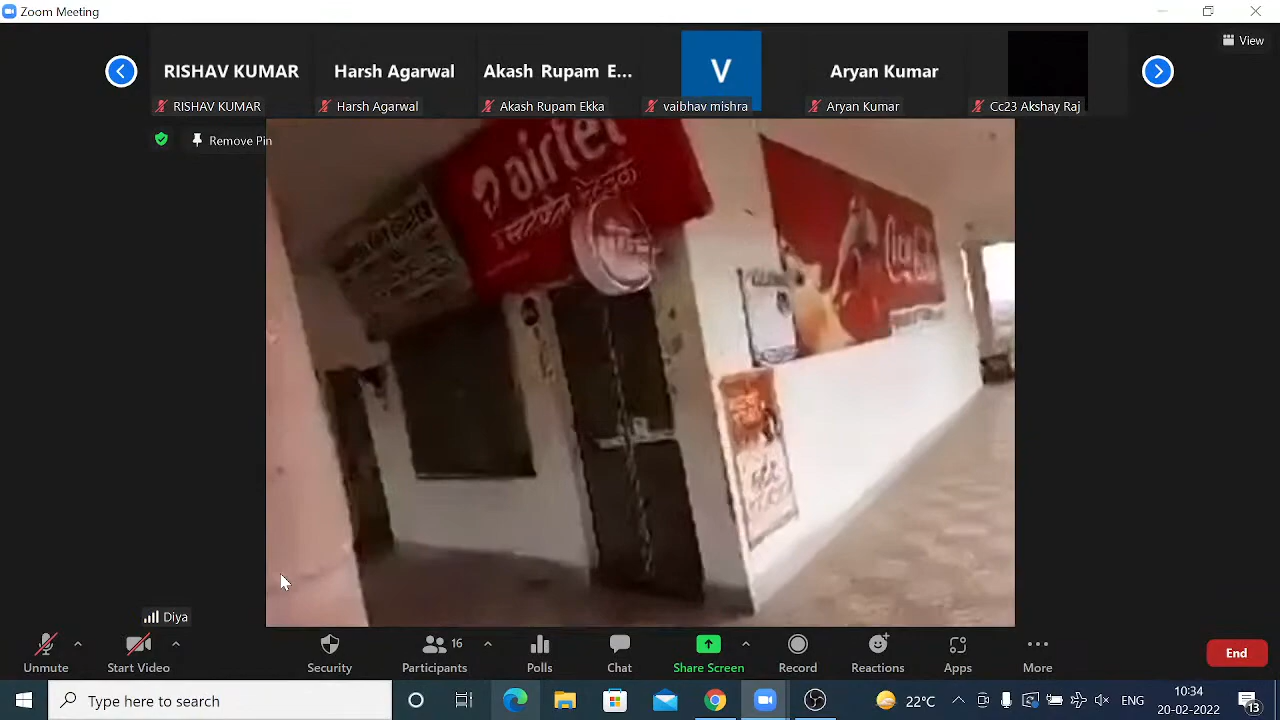 Zoom Meeting
View
RISHAV KUMAR
Harsh Agarwal
Akash Rupam E...
V
Aryan Kumar
RISHAV KUMAR
Harsh Agarwal
Akash Rupam Ekka
vaibhav mishra
Aryan Kumar
Cc23 Akshay Raj
Remove Pin
airtel
Diya
Unmute
Start Video
Security
16
Participants
Polls
Chat
Share Screen
Record
Reactions
Apps
More
End
Type here to search
22°C
ENG
10:34
20-02-2022
13